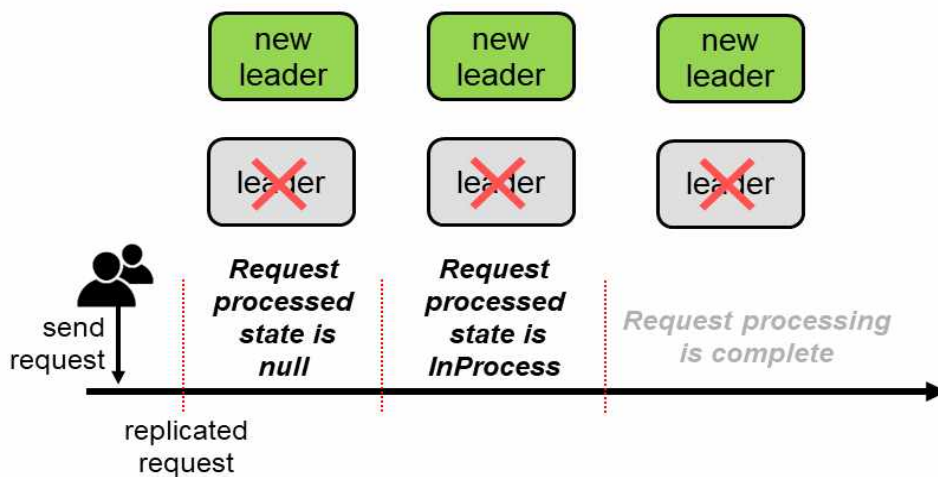 new
leader
new
leader
new
leader
leader
leader
leader
Request
processed
state is
null
Request
processed
state is
InProcess
Request processing
is complete
send
request
replicated
request